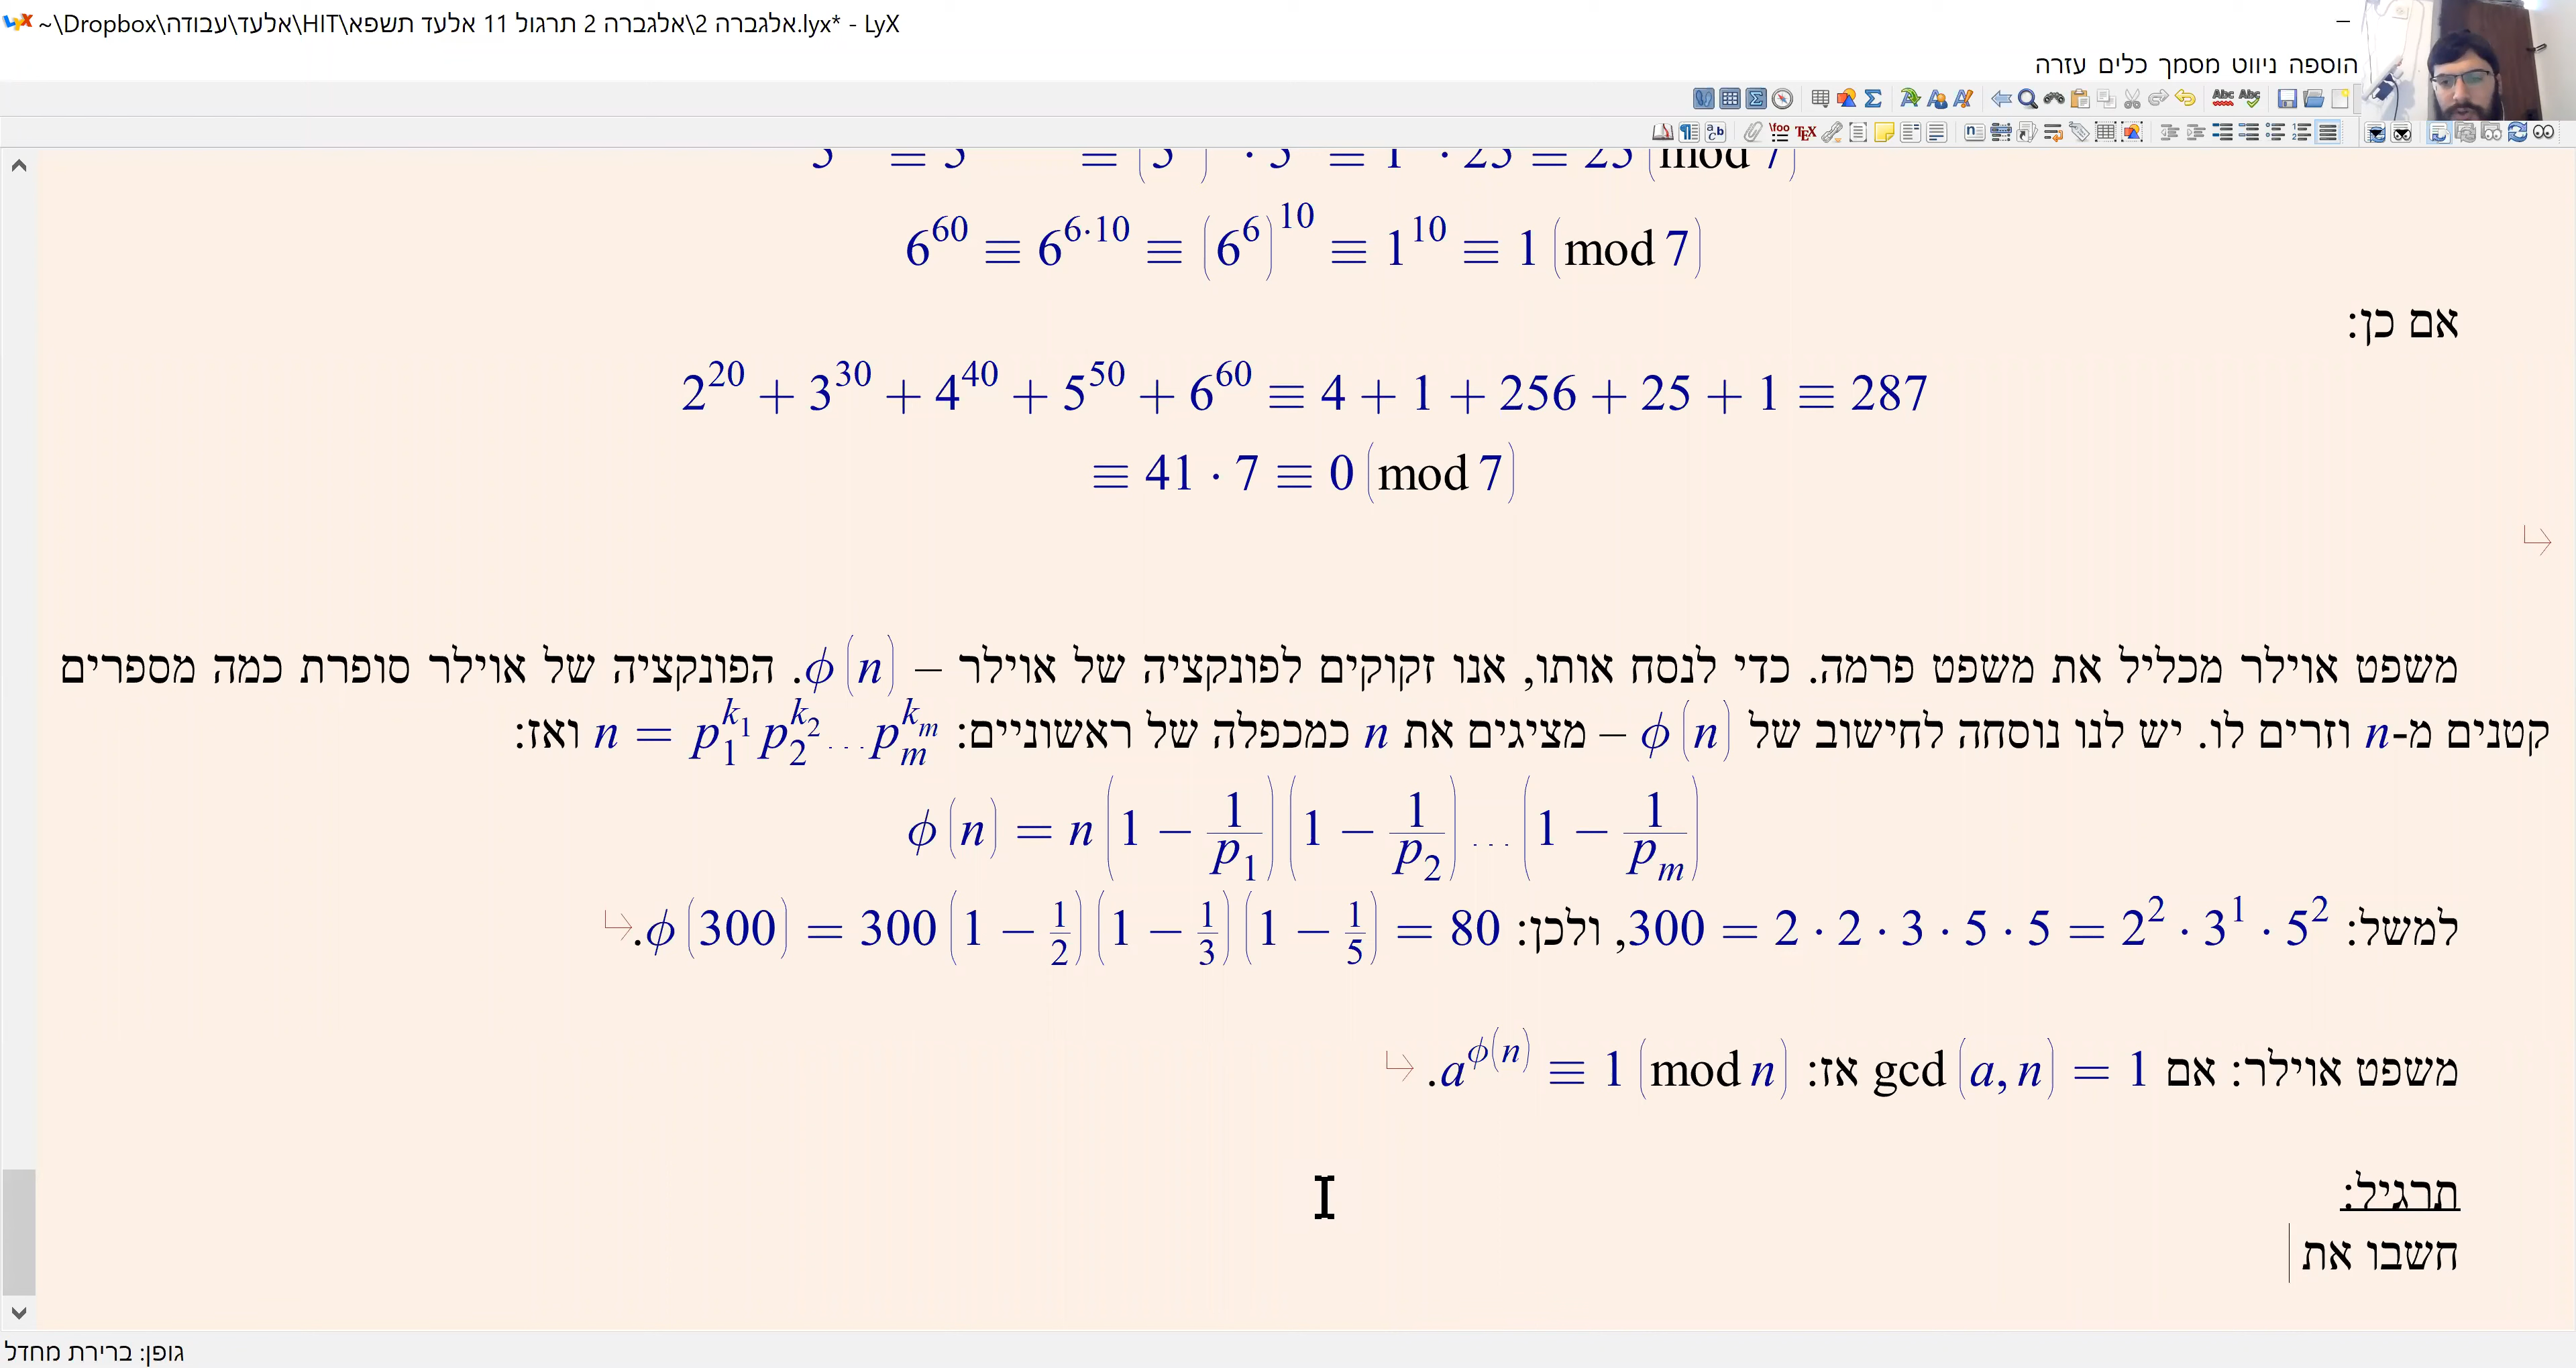 ~\Dropbox\אלגברה 2\אלגברה 2 תרגול 11 אלעד תשפא\HIT\אלעד\עבודה.lyx* - LyX
הוספה ניווט מסמך כלים עזרה
6^{60} ≡ 6^{6·10} ≡ (6^6)^{10} ≡ 1^{10} ≡ 1 (mod 7)
אם כן:
2^{20} + 3^{30} + 4^{40} + 5^{50} + 6^{60} ≡ 4 + 1 + 256 + 25 + 1 ≡ 287
≡ 41 · 7 ≡ 0 (mod 7)
משפט אוילר מכליל את משפט פרמה. כדי לנסח אותו, אנו זקוקים לפונקציה של אוילר – ϕ(n). הפונקציה של אוילר סופרת כמה מספרים
קטנים מ-n וזרים לו. יש לנו נוסחה לחישוב של ϕ(n) – מציגים את n כמכפלה של ראשוניים: n = p_1^{k_1} p_2^{k_2} ... p_m^{k_m} ואז:
ϕ(n) = n(1 − 1/p_1)(1 − 1/p_2) ... (1 − 1/p_m)
למשל: 300 = 2 · 2 · 3 · 5 · 5 = 2^2 · 3^1 · 5^2, ולכן: ϕ(300) = 300(1 − 1/2)(1 − 1/3)(1 − 1/5) = 80.
משפט אוילר: אם gcd(a, n) = 1 אז: a^{ϕ(n)} ≡ 1 (mod n).
תרגיל:
חשבו את
גופן: ברירת מחדל